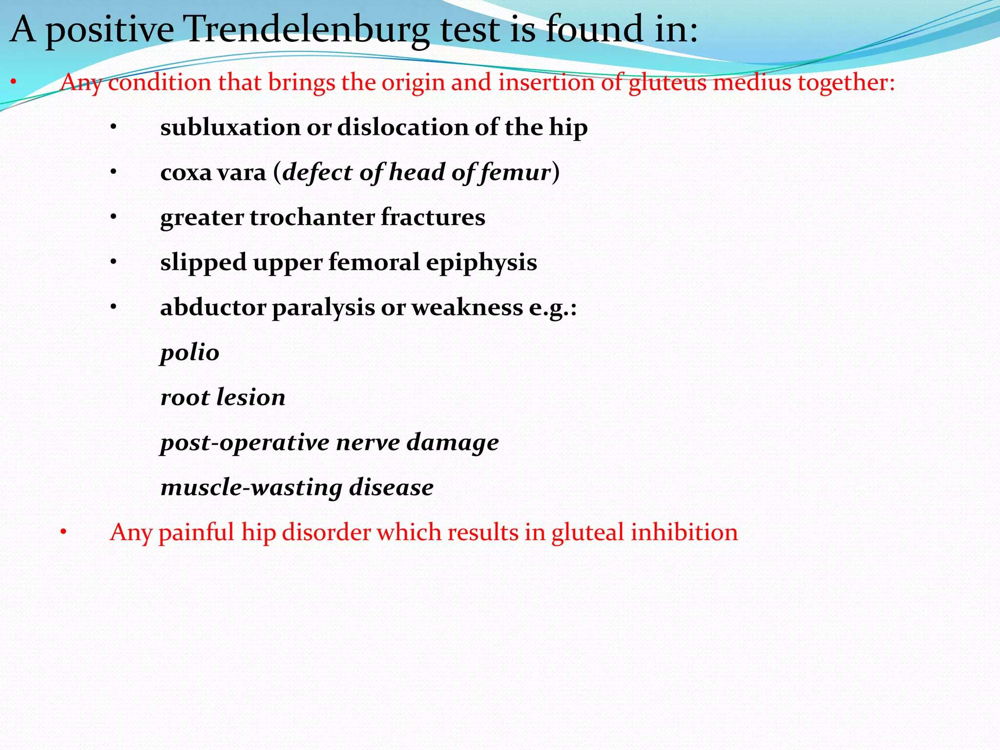 A positive Trendelenburg test is found in:
• Any condition that brings the origin and insertion of gluteus medius together:
• subluxation or dislocation of the hip
• coxa vara (defect of head of femur)
• greater trochanter fractures
• slipped upper femoral epiphysis
• abductor paralysis or weakness e.g.:
polio
root lesion
post-operative nerve damage
muscle-wasting disease
• Any painful hip disorder which results in gluteal inhibition